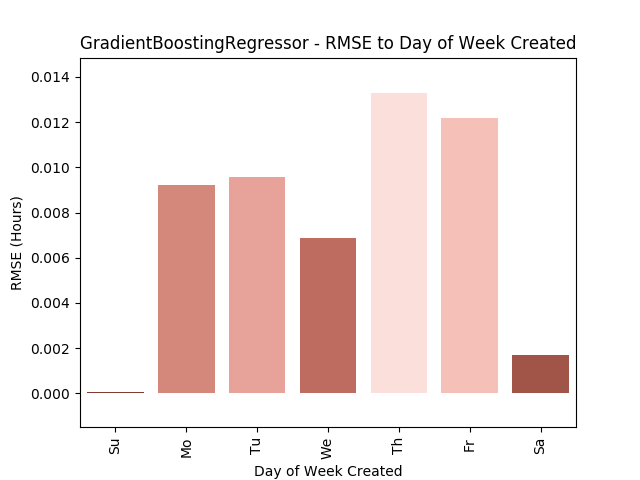 GradientBoostingRegressor - RMSE to Day of Week Created
0.014
0.012
0.010
0.008
0.006
0.004
0.002
0.000
RMSE (Hours)
Su
Mo
Tu
We
Th
Fr
Sa
Day of Week Created